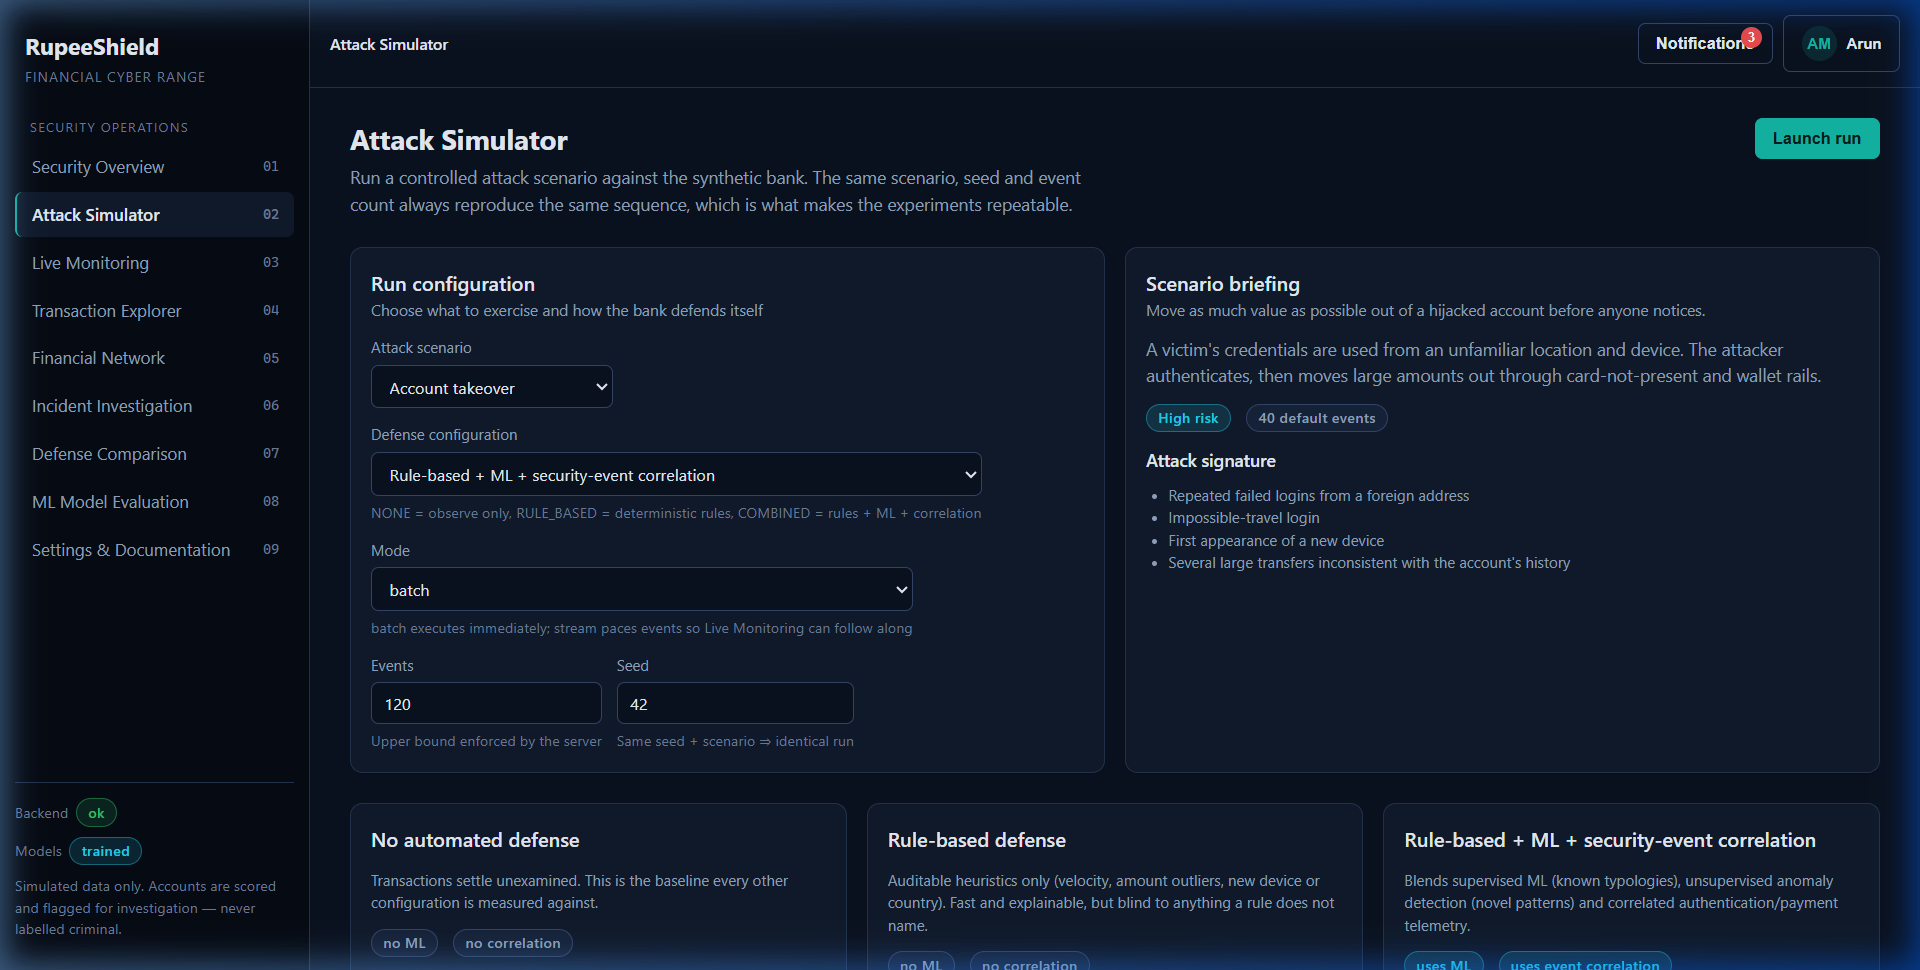 RupeeShield
FINANCIAL CYBER RANGE
SECURITY OPERATIONS
Security Overview 01
Attack Simulator 02
Live Monitoring 03
Transaction Explorer 04
Financial Network 05
Incident Investigation 06
Defense Comparison 07
ML Model Evaluation 08
Settings & Documentation 09
Backend ok
Models trained
Simulated data only. Accounts are scored
and flagged for investigation — never
labelled criminal.
Attack Simulator
Notification 3
AM Arun
Attack Simulator
Launch run
Run a controlled attack scenario against the synthetic bank. The same scenario, seed and event
count always reproduce the same sequence, which is what makes the experiments repeatable.
Run configuration
Choose what to exercise and how the bank defends itself
Attack scenario
Account takeover
Defense configuration
Rule-based + ML + security-event correlation
NONE = observe only, RULE_BASED = deterministic rules, COMBINED = rules + ML + correlation
Mode
batch
batch executes immediately; stream paces events so Live Monitoring can follow along
Events Seed
120 42
Upper bound enforced by the server Same seed + scenario ⇒ identical run
Scenario briefing
Move as much value as possible out of a hijacked account before anyone notices.
A victim's credentials are used from an unfamiliar location and device. The attacker
authenticates, then moves large amounts out through card-not-present and wallet rails.
High risk 40 default events
Attack signature
• Repeated failed logins from a foreign address
• Impossible-travel login
• First appearance of a new device
• Several large transfers inconsistent with the account's history
No automated defense
Transactions settle unexamined. This is the baseline every other
configuration is measured against.
no ML no correlation
Rule-based defense
Auditable heuristics only (velocity, amount outliers, new device or
country). Fast and explainable, but blind to anything a rule does not
name.
no ML no correlation
Rule-based + ML + security-event correlation
Blends supervised ML (known typologies), unsupervised anomaly
detection (novel patterns) and correlated authentication/payment
telemetry.
uses ML uses event correlation